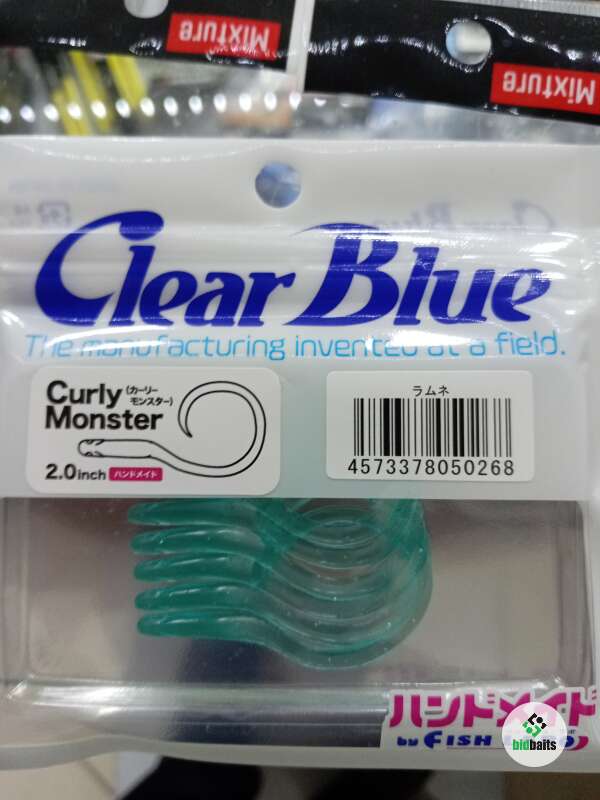 Mixture
Mixture
Clear Blue
The manufacturing invented at a field.
Curly (カーリー
Monster モンスター)
2.0inch ハンドメイド
ラムネ
4573378050268
ハンドメイド
by FISH
bidbaits